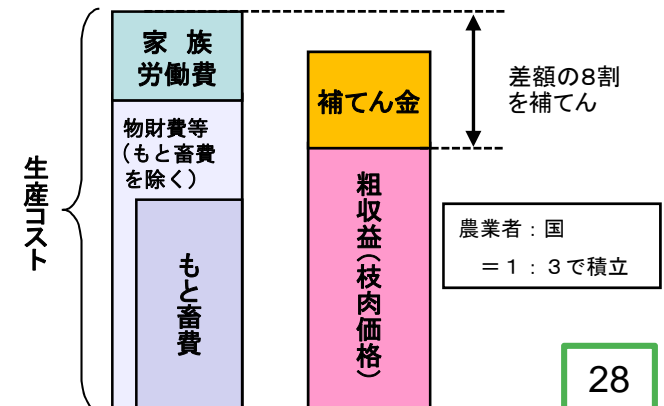 家 族
労働費
物財費等
(もと畜費
を除く)
もと畜費
生産コスト
補てん金
粗収益(枝肉価格)
差額の8割
を補てん
農業者：国
＝１：３で積立
28